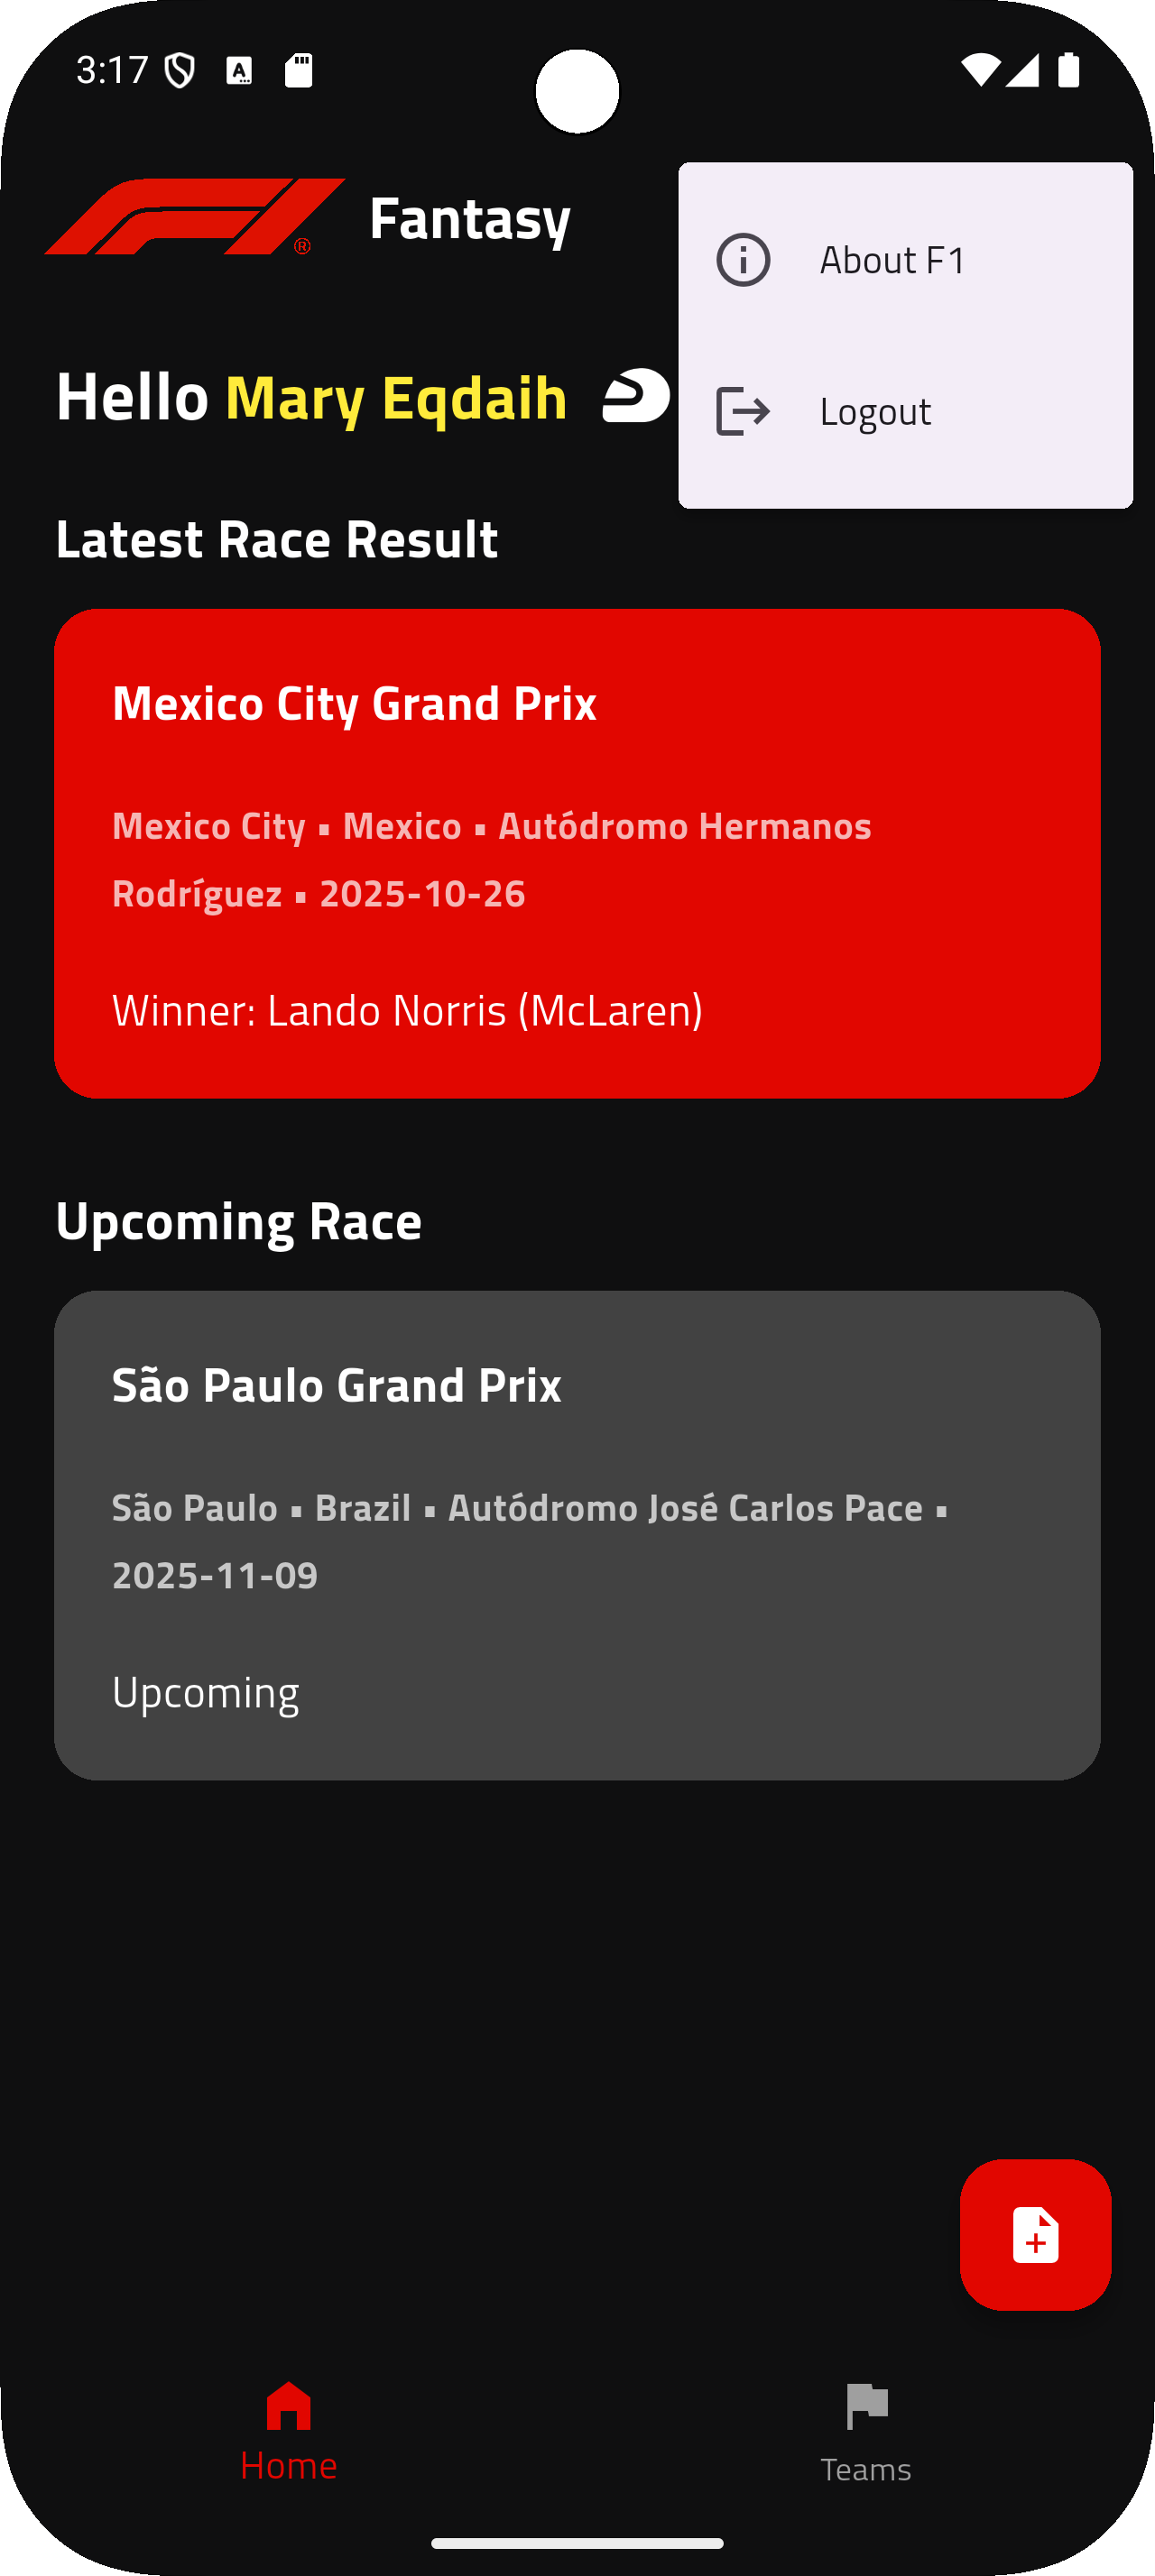 3:17
Fantasy
About F1
Logout
Hello Mary Eqdaih
Latest Race Result
Mexico City Grand Prix
Mexico City ▪ Mexico ▪ Autódromo Hermanos
Rodríguez ▪ 2025-10-26
Winner: Lando Norris (McLaren)
Upcoming Race
São Paulo Grand Prix
São Paulo ▪ Brazil ▪ Autódromo José Carlos Pace ▪
2025-11-09
Upcoming
Home
Teams